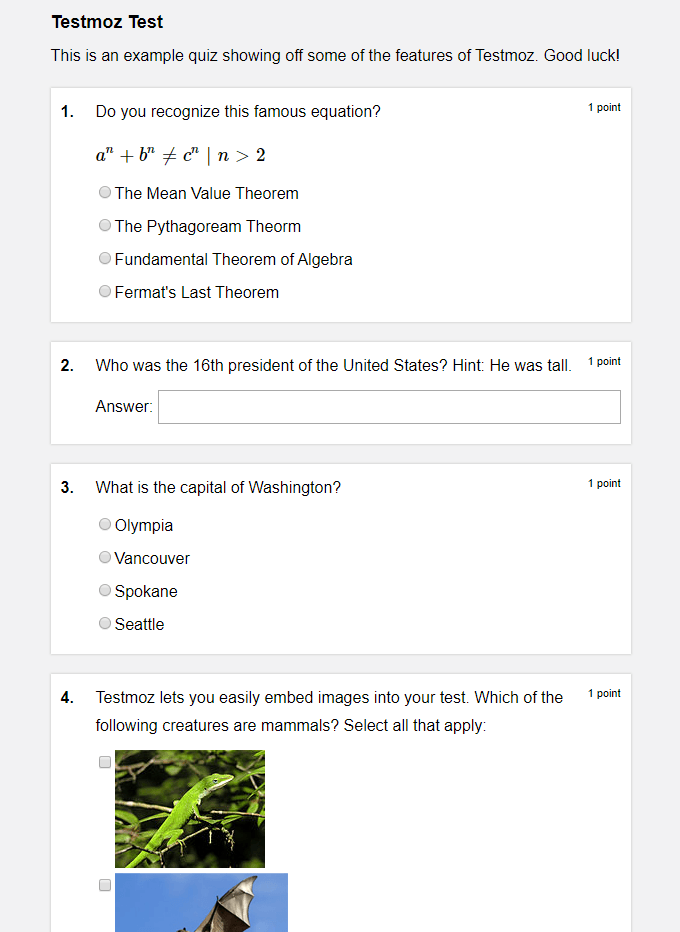 Testmoz Test
This is an example quiz showing off some of the features of Testmoz. Good luck!
1. Do you recognize this famous equation? 1 point
aⁿ + bⁿ ≠ cⁿ | n > 2
The Mean Value Theorem
The Pythagoream Theorm
Fundamental Theorem of Algebra
Fermat's Last Theorem
2. Who was the 16th president of the United States? Hint: He was tall. 1 point
Answer:
3. What is the capital of Washington? 1 point
Olympia
Vancouver
Spokane
Seattle
4. Testmoz lets you easily embed images into your test. Which of the 1 point
following creatures are mammals? Select all that apply: